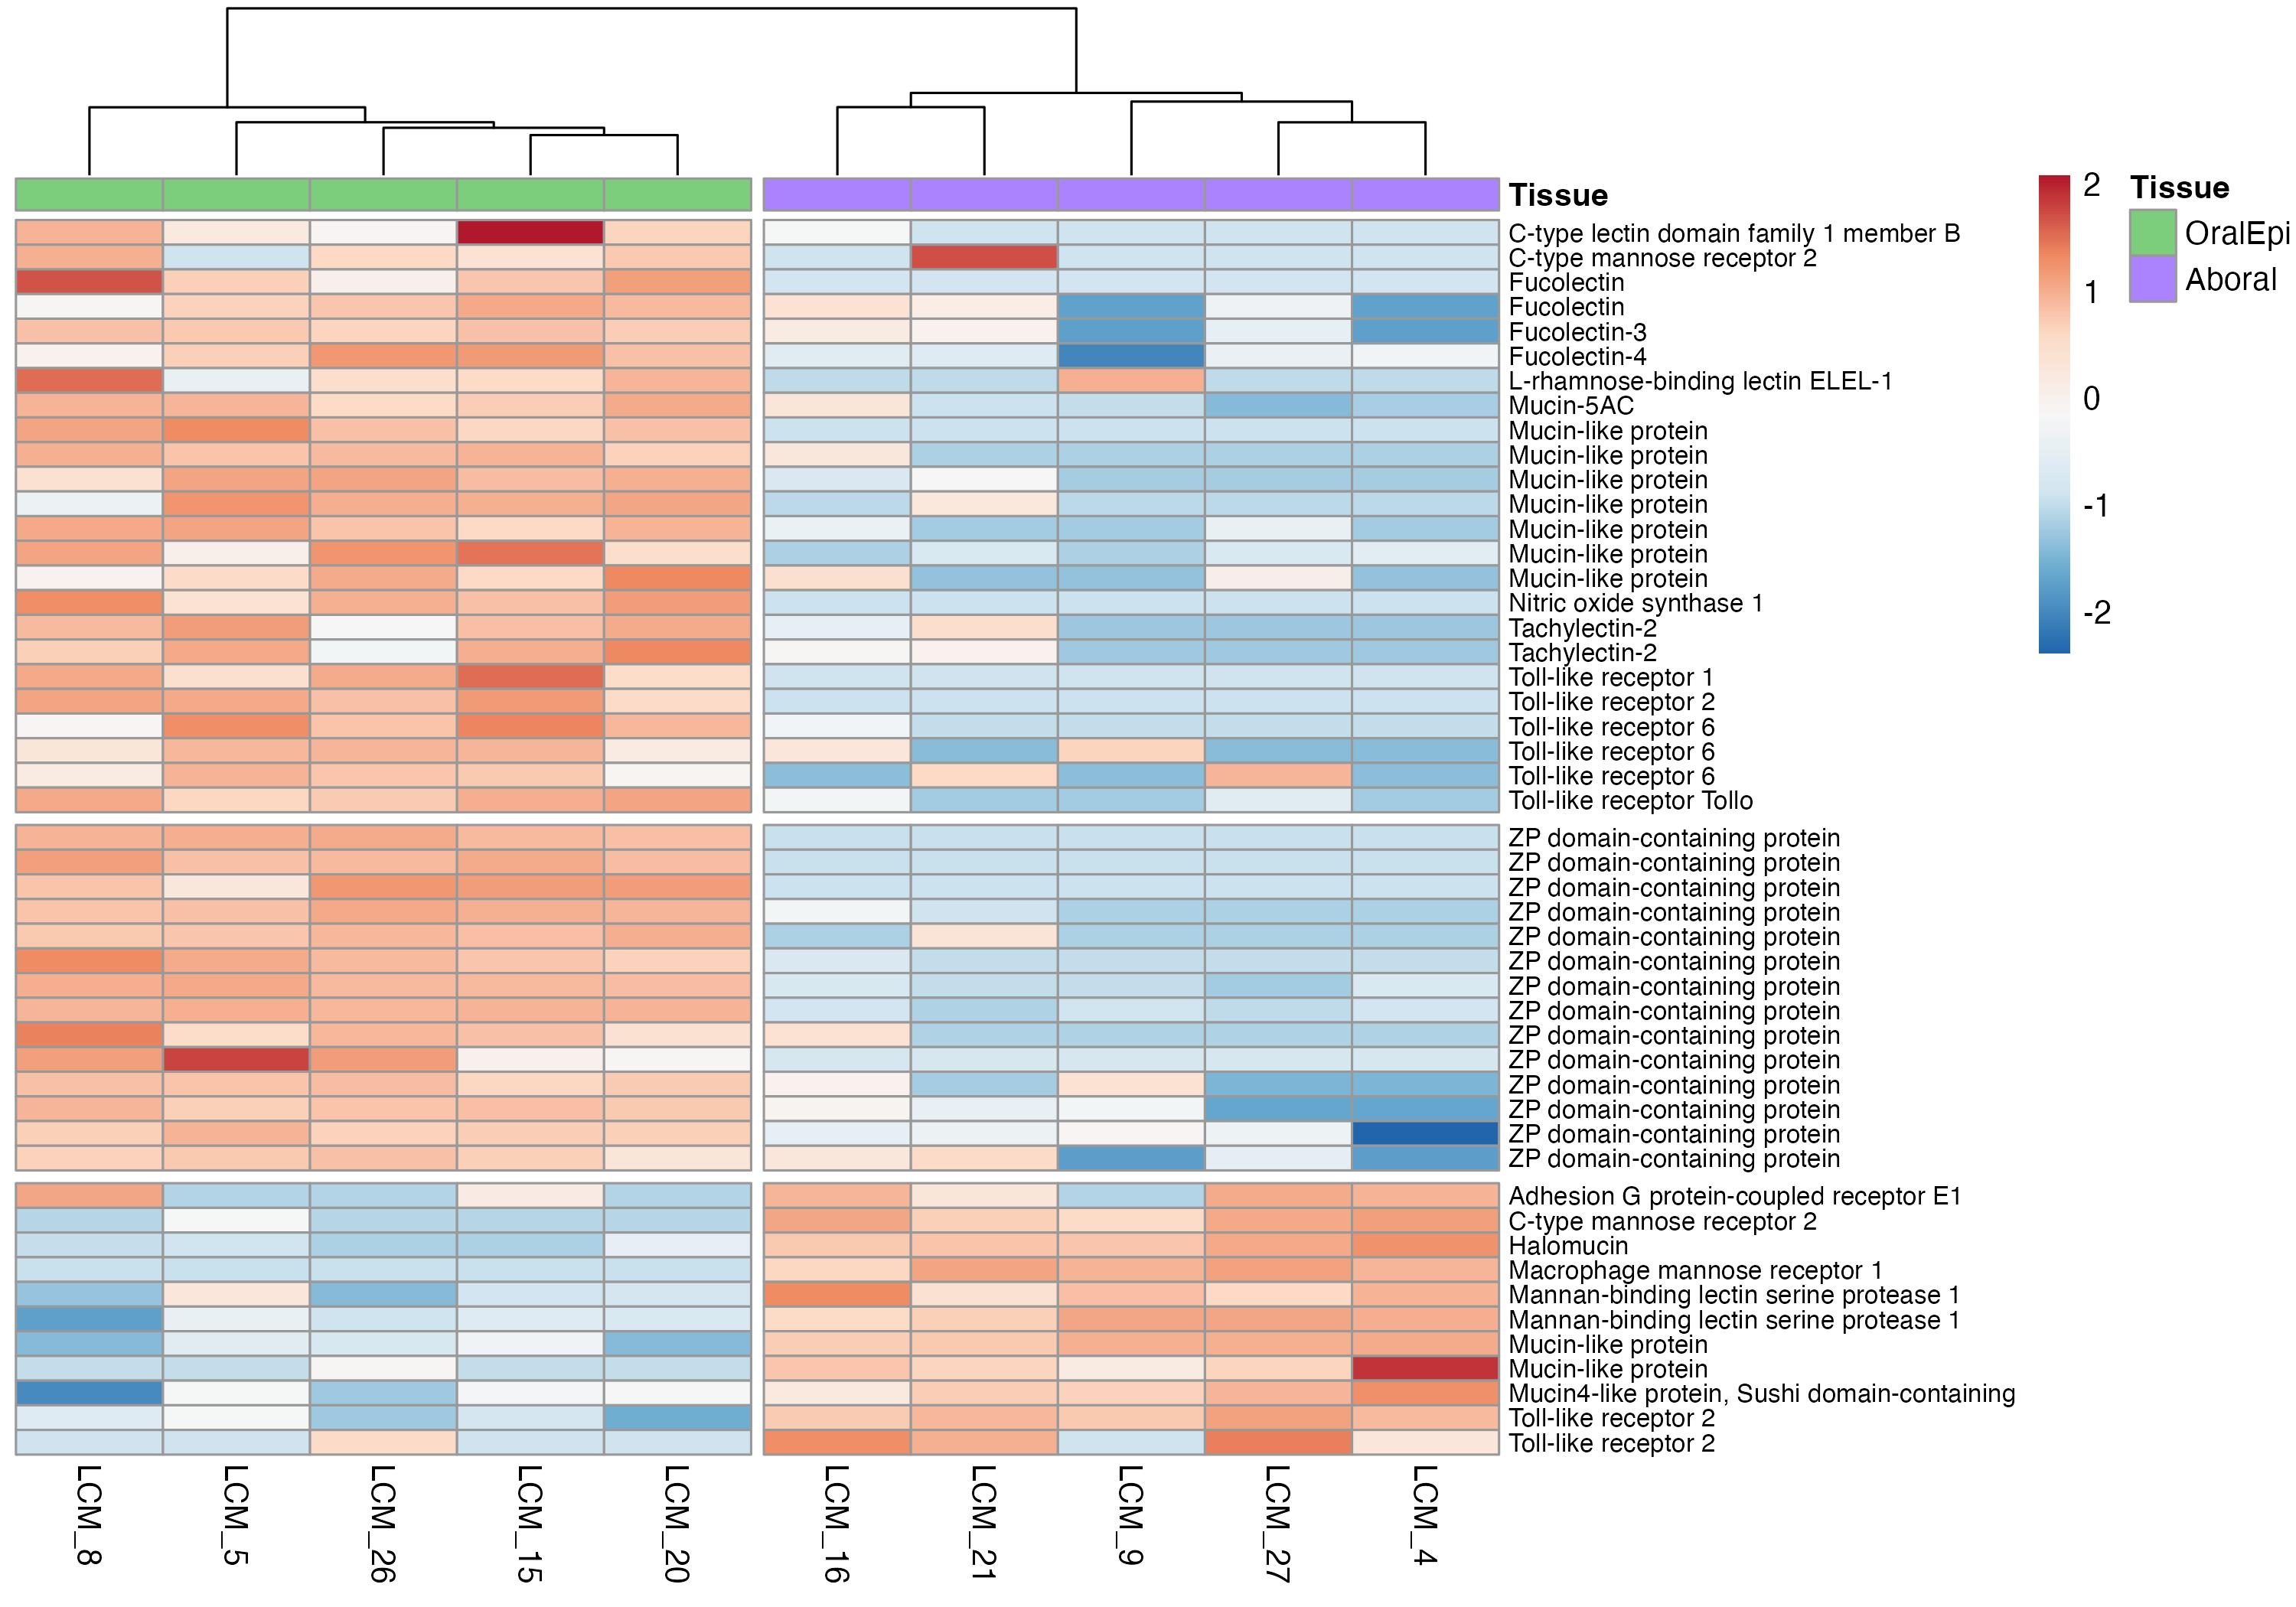 Tissue
C-type lectin domain family 1 member B
C-type mannose receptor 2
Fucolectin
Fucolectin
Fucolectin-3
Fucolectin-4
L-rhamnose-binding lectin ELEL-1
Mucin-5AC
Mucin-like protein
Mucin-like protein
Mucin-like protein
Mucin-like protein
Mucin-like protein
Mucin-like protein
Mucin-like protein
Nitric oxide synthase 1
Tachylectin-2
Tachylectin-2
Toll-like receptor 1
Toll-like receptor 2
Toll-like receptor 6
Toll-like receptor 6
Toll-like receptor 6
Toll-like receptor Tollo
ZP domain-containing protein
ZP domain-containing protein
ZP domain-containing protein
ZP domain-containing protein
ZP domain-containing protein
ZP domain-containing protein
ZP domain-containing protein
ZP domain-containing protein
ZP domain-containing protein
ZP domain-containing protein
ZP domain-containing protein
ZP domain-containing protein
ZP domain-containing protein
ZP domain-containing protein
Adhesion G protein-coupled receptor E1
C-type mannose receptor 2
Halomucin
Macrophage mannose receptor 1
Mannan-binding lectin serine protease 1
Mannan-binding lectin serine protease 1
Mucin-like protein
Mucin-like protein
Mucin4-like protein, Sushi domain-containing
Toll-like receptor 2
Toll-like receptor 2
LCM_8
LCM_5
LCM_26
LCM_15
LCM_20
LCM_16
LCM_21
LCM_9
LCM_27
LCM_4
2
1
0
-1
-2
Tissue
OralEpi
Aboral